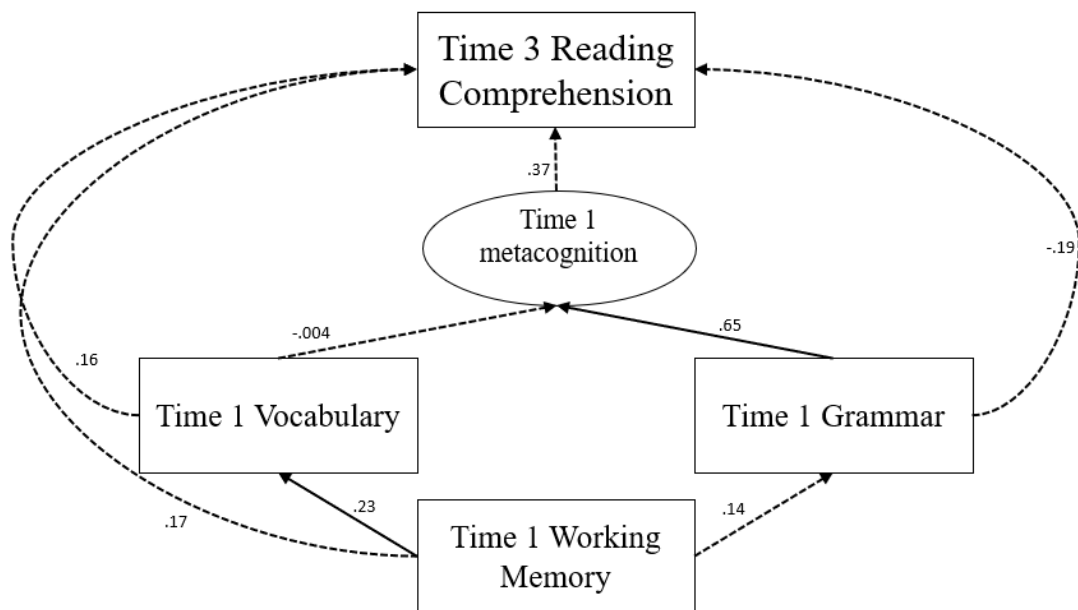 Time 3 Reading
Comprehension
.37
Time 1
metacognition
-.19
-.004
.65
.16
Time 1 Vocabulary
Time 1 Grammar
.17
.23
.14
Time 1 Working
Memory